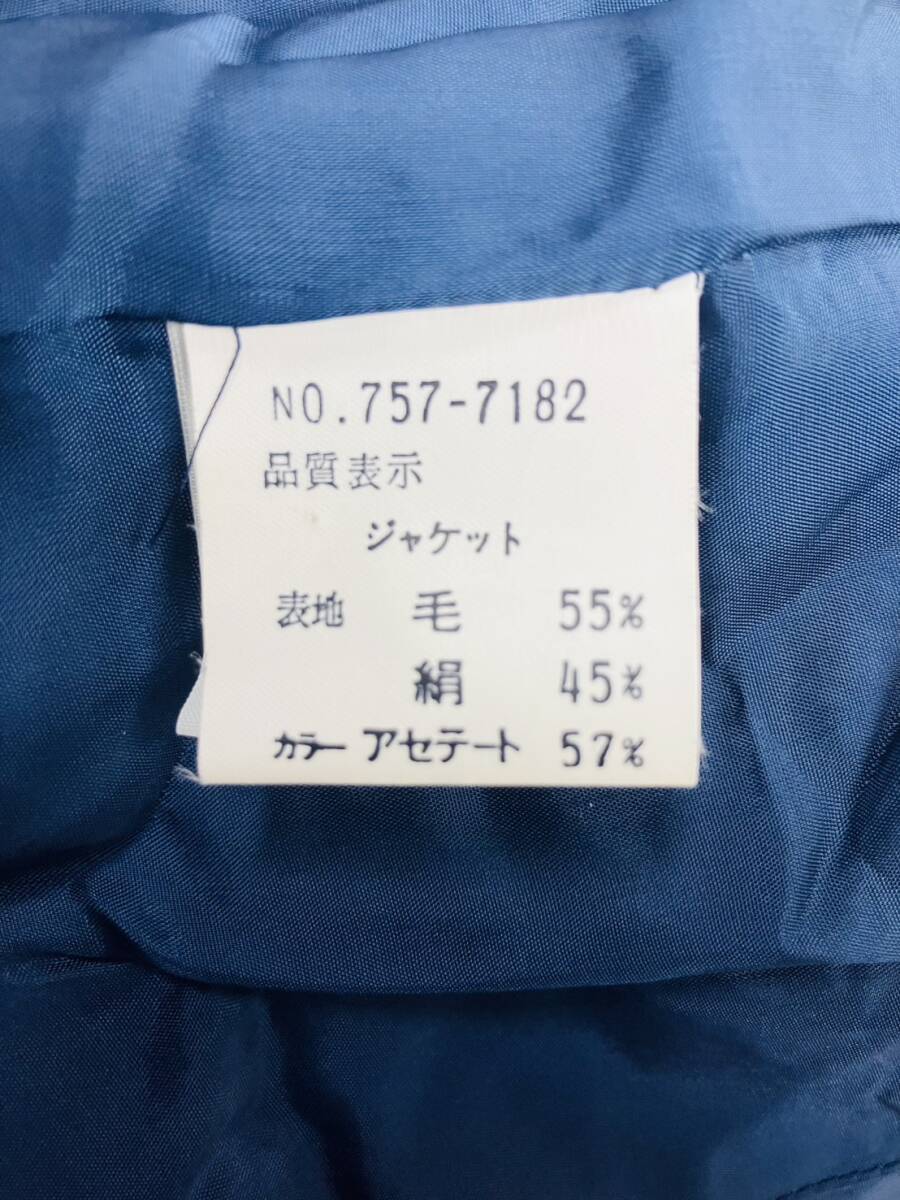 NO.757-7182
品質表示
ジャケット
表地 毛 55%
絹 45%
カラー アセテート 57%